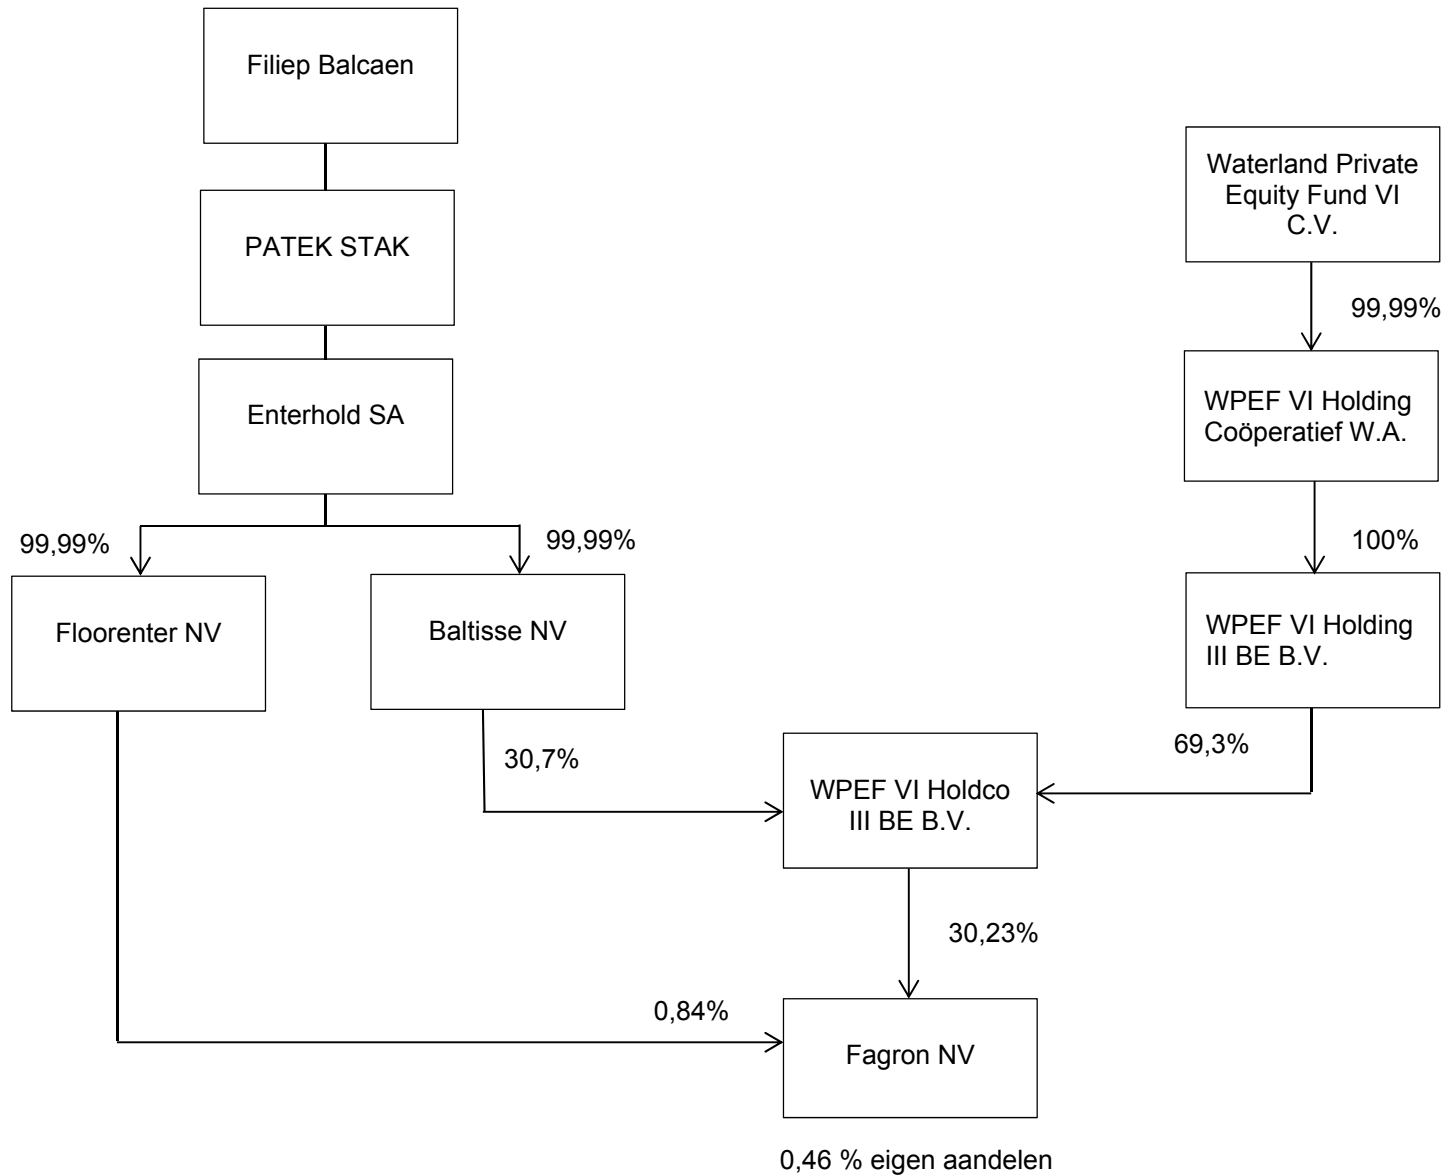 Filiep Balcaen
Waterland Private
Equity Fund VI
C.V.
PATEK STAK
99,99%
Enterhold SA
WPEF VI Holding
Coöperatief W.A.
99,99%
99,99%
100%
Floorenter NV
Baltisse NV
WPEF VI Holding
III BE B.V.
30,7%
69,3%
WPEF VI Holdco
III BE B.V.
30,23%
0,84%
Fagron NV
0,46 % eigen aandelen